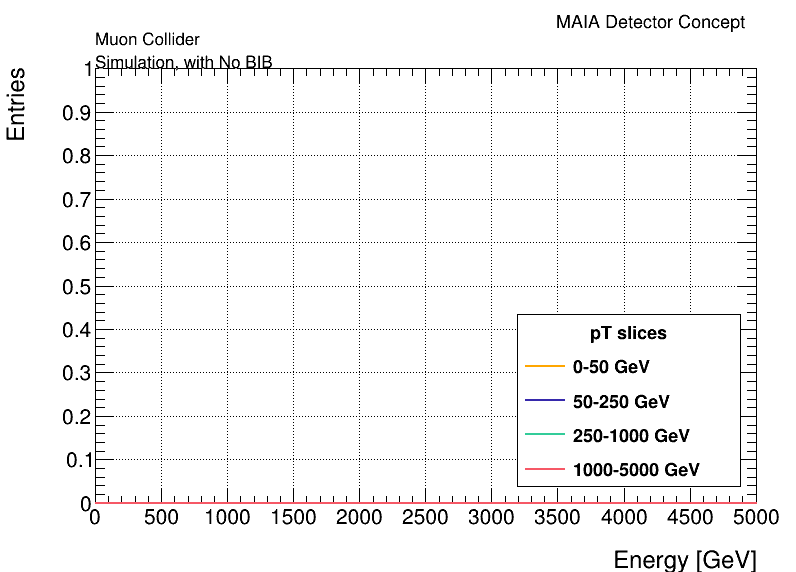 MAIA Detector Concept
Muon Collider
Simulation, with No BIB
Entries
1
0.9
0.8
0.7
0.6
0.5
0.4
0.3
0.2
0.1
0
pT slices
0-50 GeV
50-250 GeV
250-1000 GeV
1000-5000 GeV
0 500 1000 1500 2000 2500 3000 3500 4000 4500 5000
Energy [GeV]